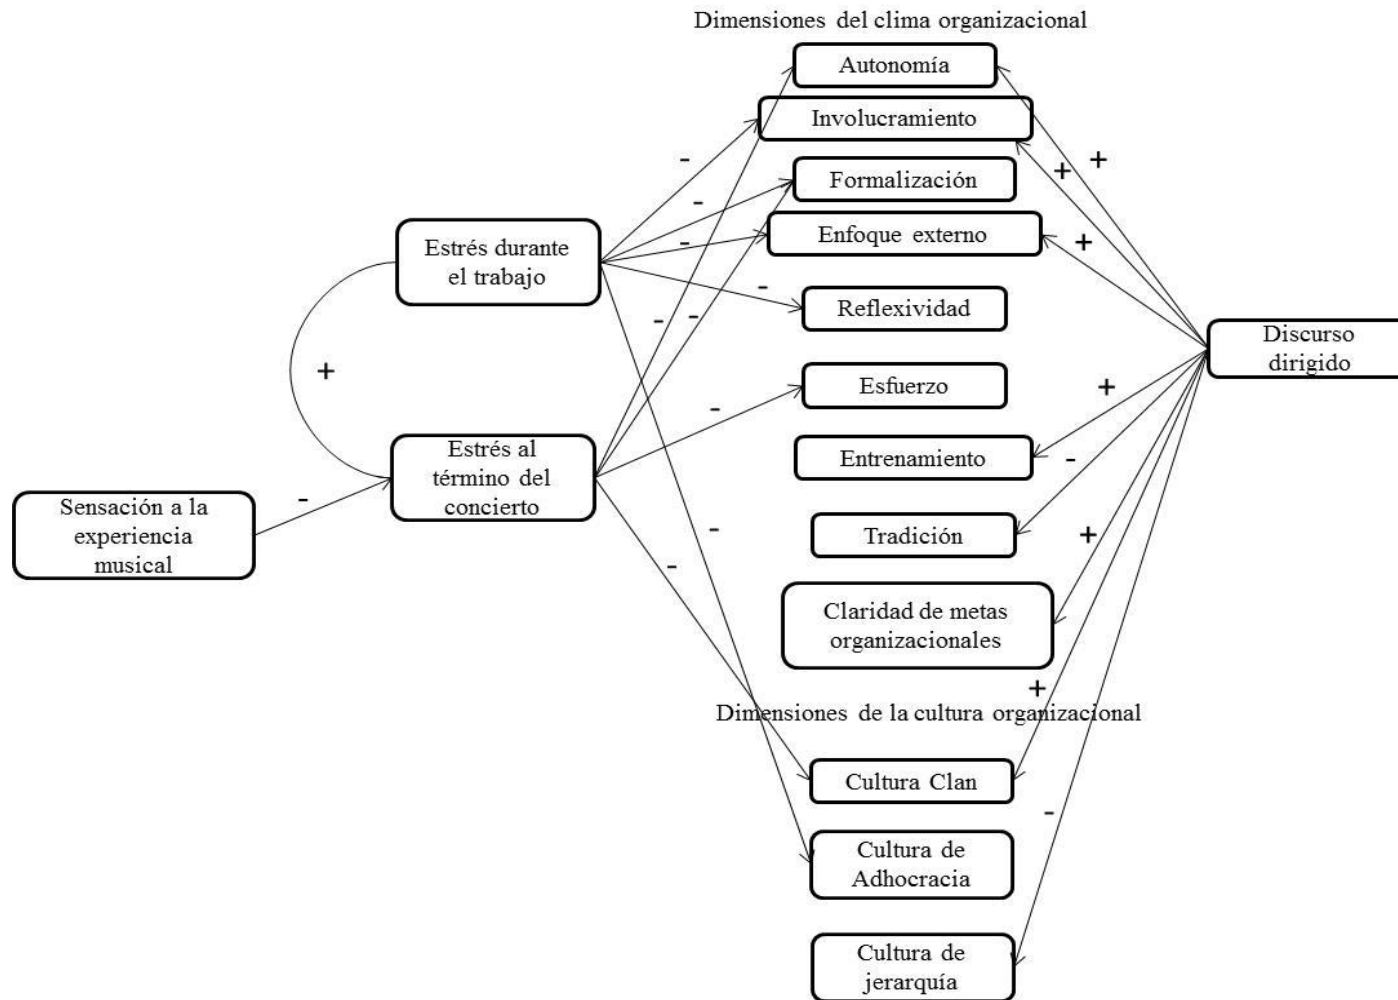 Dimensiones del clima organizacional
Autonomía
Involucramiento
Formalización
Enfoque externo
Reflexividad
Esfuerzo
Entrenamiento
Tradición
Claridad de metas
organizacionales
Dimensiones de la cultura organizacional
Cultura Clan
Cultura de
Adhocracia
Cultura de
jerarquía
Estrés durante
el trabajo
Estrés al
término del
concierto
Sensación a la
experiencia
musical
Discurso
dirigido
+
-
-
-
-
-
-
-
-
-
-
+
+
+
+
-
+
+
-